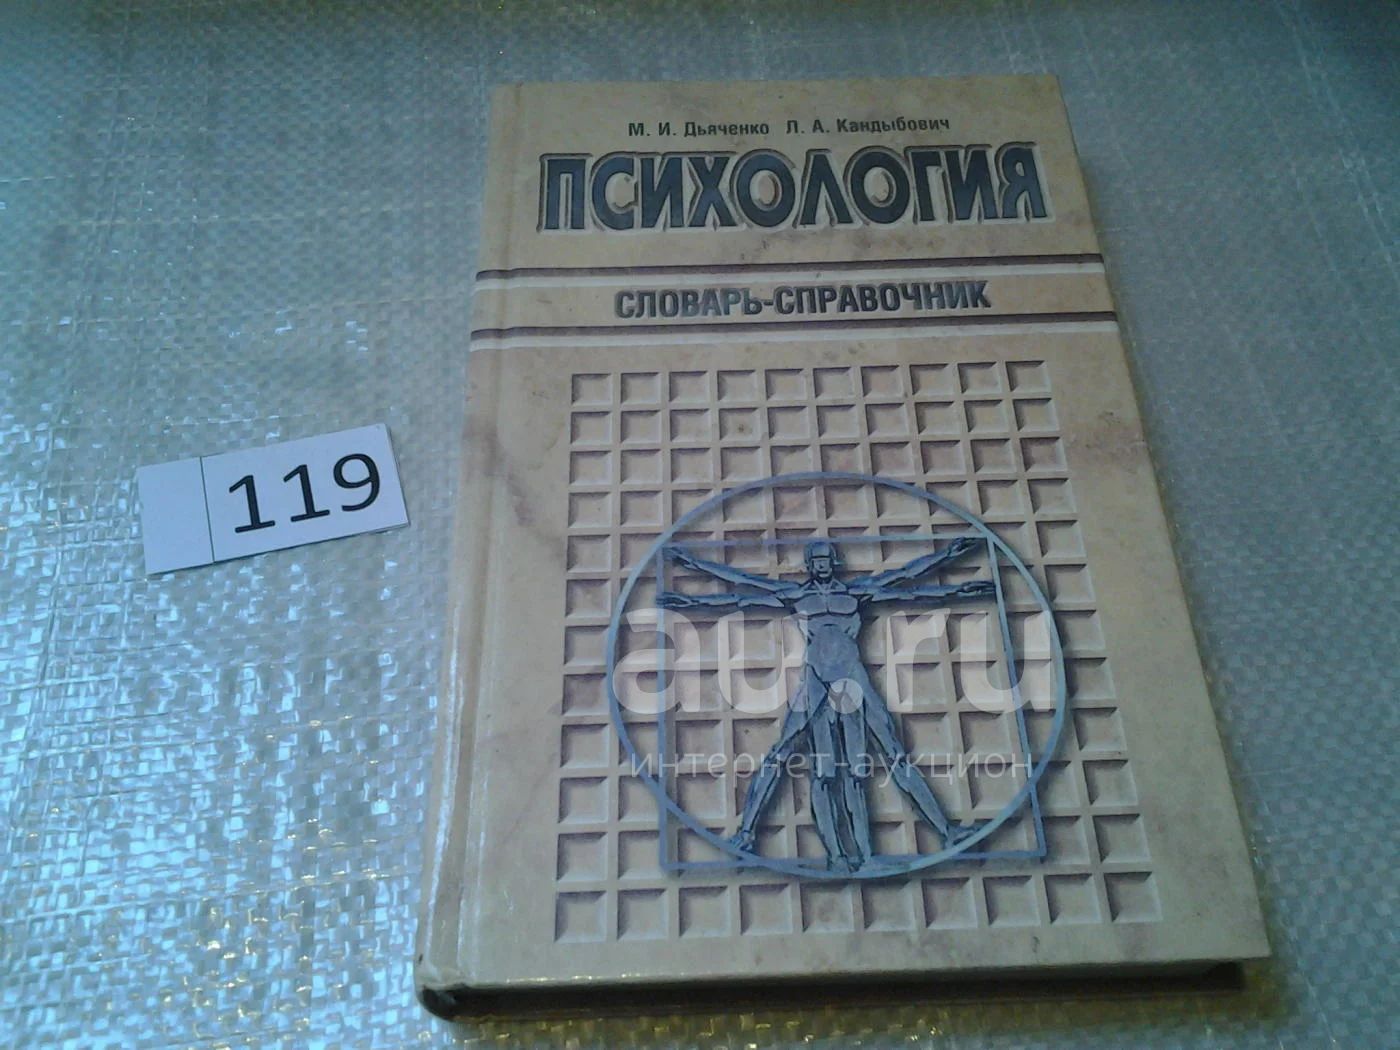 М. И. Дьяченко Л. А. Кандыбович
ПСИХОЛОГИЯ
СЛОВАРЬ-СПРАВОЧНИК
119
au.ru
интернет-аукцион